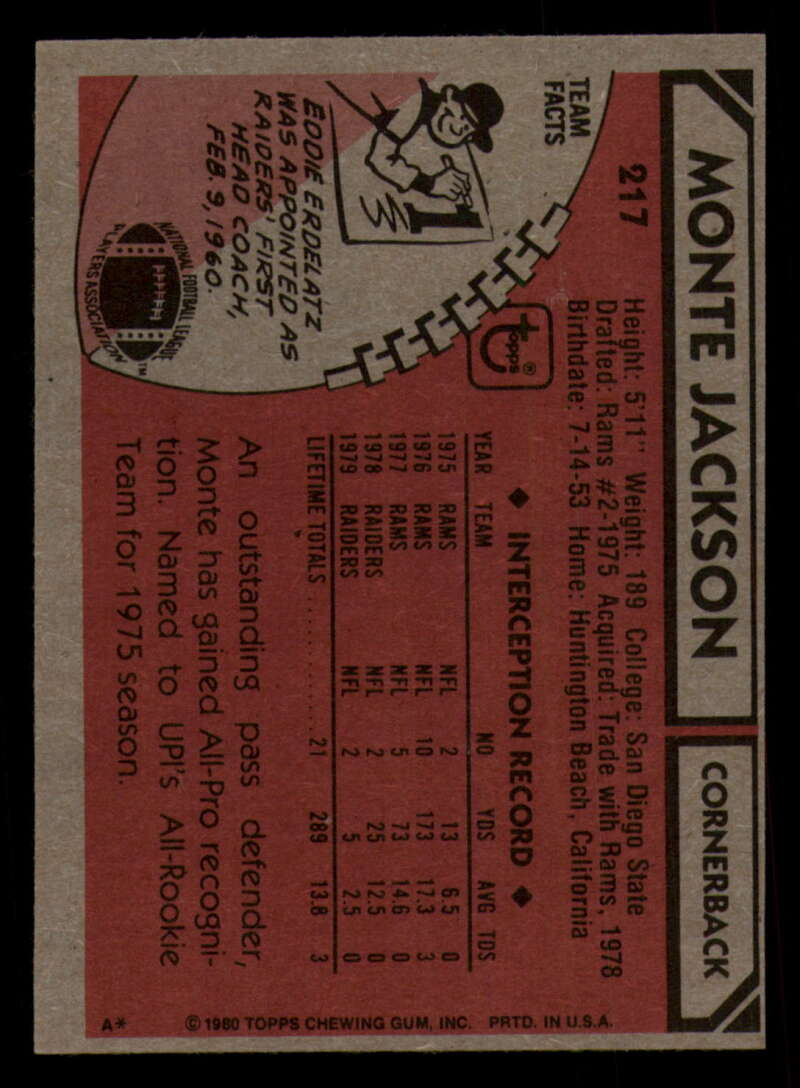 MONTE JACKSON
CORNERBACK
217
Height: 5'11" Weight: 189 College: San Diego State
Drafted: Rams #2-1975 Acquired: Trade with Rams, 1978
Birthdate: 7-14-53 Home: Huntington Beach, California
TEAM
FACTS
1
EDDIE ERDELATZ
WAS APPOINTED AS
RAIDERS' FIRST
HEAD COACH,
FEB. 9, 1960.
NATIONAL FOOTBALL LEAGUE
PLAYERS ASSOCIATION™
topps®
◆ INTERCEPTION RECORD ◆
YEAR TEAM NO YDS AVG TDS
1975 RAMS NFL 2 13 6.5 0
1976 RAMS NFL 10 173 17.3 3
1977 RAMS NFL 5 73 14.6 0
1978 RAIDERS NFL 2 25 12.5 0
1979 RAIDERS NFL 2 5 2.5 0
LIFETIME TOTALS ............. 21 289 13.8 3
An outstanding pass defender,
Monte has gained All-Pro recogni-
tion. Named to UPI's All-Rookie
Team for 1975 season.
A* © 1980 TOPPS CHEWING GUM, INC. PRTD. IN U.S.A.